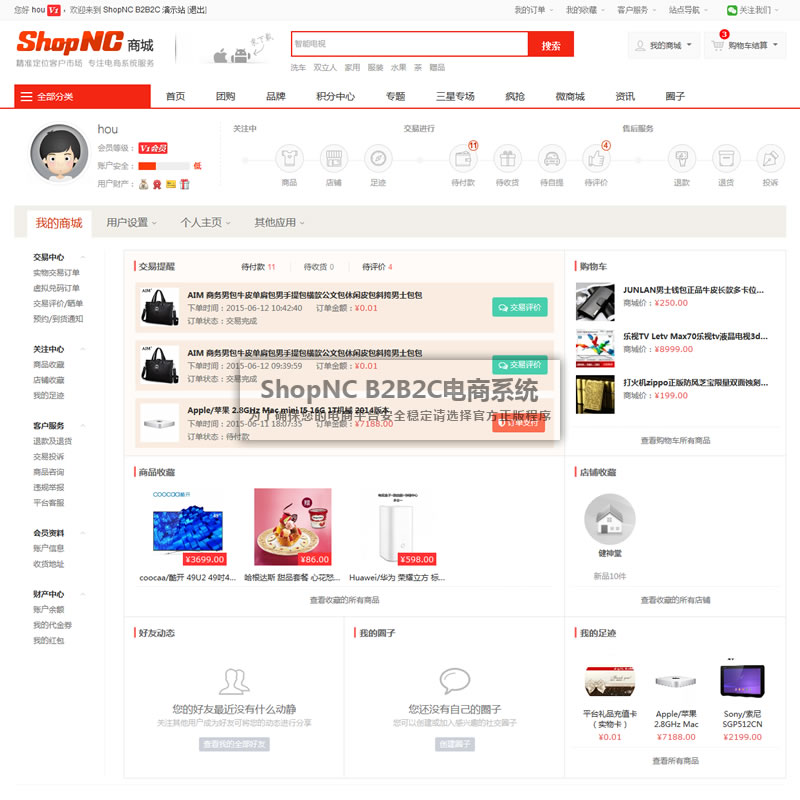 您好 hou V1 ，欢迎来到 ShopNC B2B2C 演示站 [退出]
我的订单 我的收藏 客户服务 站点导航 关注我们
ShopNC 商城
精准定位客户市场 专注电商系统服务
智能电视 搜索
我的商城 购物车结算 3
洗车 双立人 家用 服装 水果 茶 赠品
全部分类 首页 团购 品牌 积分中心 专题 三星专场 疯抢 微商城 资讯 圈子
hou
会员等级： V1会员
账户安全： 低
用户财产：
关注中 交易进行 售后服务
11 4
商品 店铺 足迹 待付款 待收货 待自提 待评价 退款 退货 投诉
我的商城 用户设置 个人主页 其他应用
交易中心
实物交易订单
虚拟兑码订单
交易评价/晒单
预约/到货通知
关注中心
商品收藏
店铺收藏
我的足迹
客户服务
退款及退货
交易投诉
商品咨询
违规举报
平台客服
会员资料
账户信息
收货地址
财产中心
账户余额
我的代金券
我的红包
交易提醒 待付款 11 待收货 0 待评价 4
AIM 商务男包牛皮单肩包男手提包横款公文包休闲皮包斜挎男士包包
下单时间：2015-06-12 10:42:40 订单金额：¥0.01
订单状态：交易完成
交易评价
AIM 商务男包牛皮单肩包男手提包横款公文包休闲皮包斜挎男士包包
下单时间：2015-06-12 09:39:59 订单金额：¥0.01
订单状态：交易完成
交易评价
ShopNC B2B2C电商系统
为了确保您的电商平台安全稳定请选择官方正版程序
Apple/苹果 2.8GHz Mac mini I5 16G 1T机械 2014版本
下单时间：2015-06-11 18:07:35 订单金额：¥7188.00
订单状态：待付款
订单支付
购物车
JUNLAN男士钱包正品牛皮长款多卡位...
商城价：¥250.00
乐视TV Letv Max70乐视tv液晶电视3d...
商城价：¥8999.00
打火机zippo正版防风芝宝限量双面蚀刻...
商城价：¥199.00
查看购物车所有商品
商品收藏
¥3699.00 ¥86.00 ¥598.00
coocaa/酷开 49U2 49吋4... 哈根达斯 甜品套餐 心花怒... Huawei/华为 荣耀立方 标...
查看收藏的所有商品
店铺收藏
健神堂
新品10件
查看收藏的所有店铺
好友动态
您的好友最近没有什么动静
关注其他用户成为好友可将您的动态进行分享
查看我的全部好友
我的圈子
您还没有自己的圈子
您可以创建或加入感兴趣的社交圈子
创建圈子
我的足迹
平台礼品充值卡（实物卡） Apple/苹果 2.8GHz Mac Sony/索尼 SGP512CN
¥0.01 ¥7188.00 ¥2199.00
查看所有商品